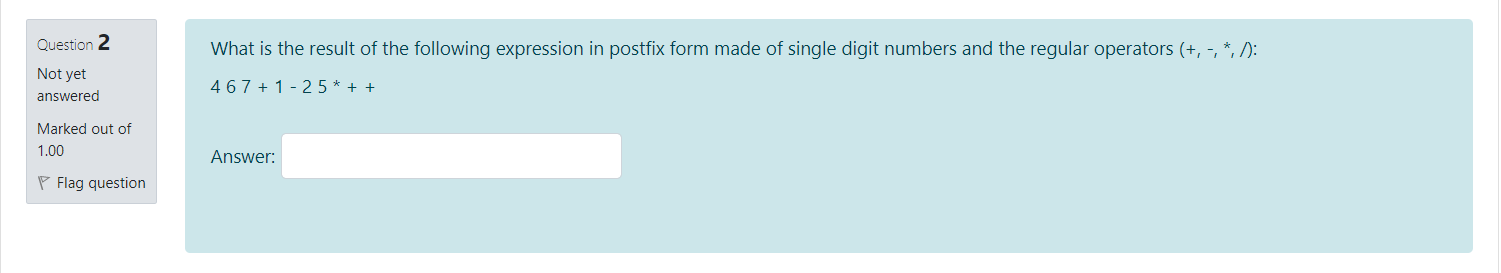 Question 2
Not yet
answered
Marked out of
1.00
Flag question
What is the result of the following expression in postfix form made of single digit numbers and the regular operators (+, -, *, /):
4 6 7 + 1 - 2 5 * + +
Answer: